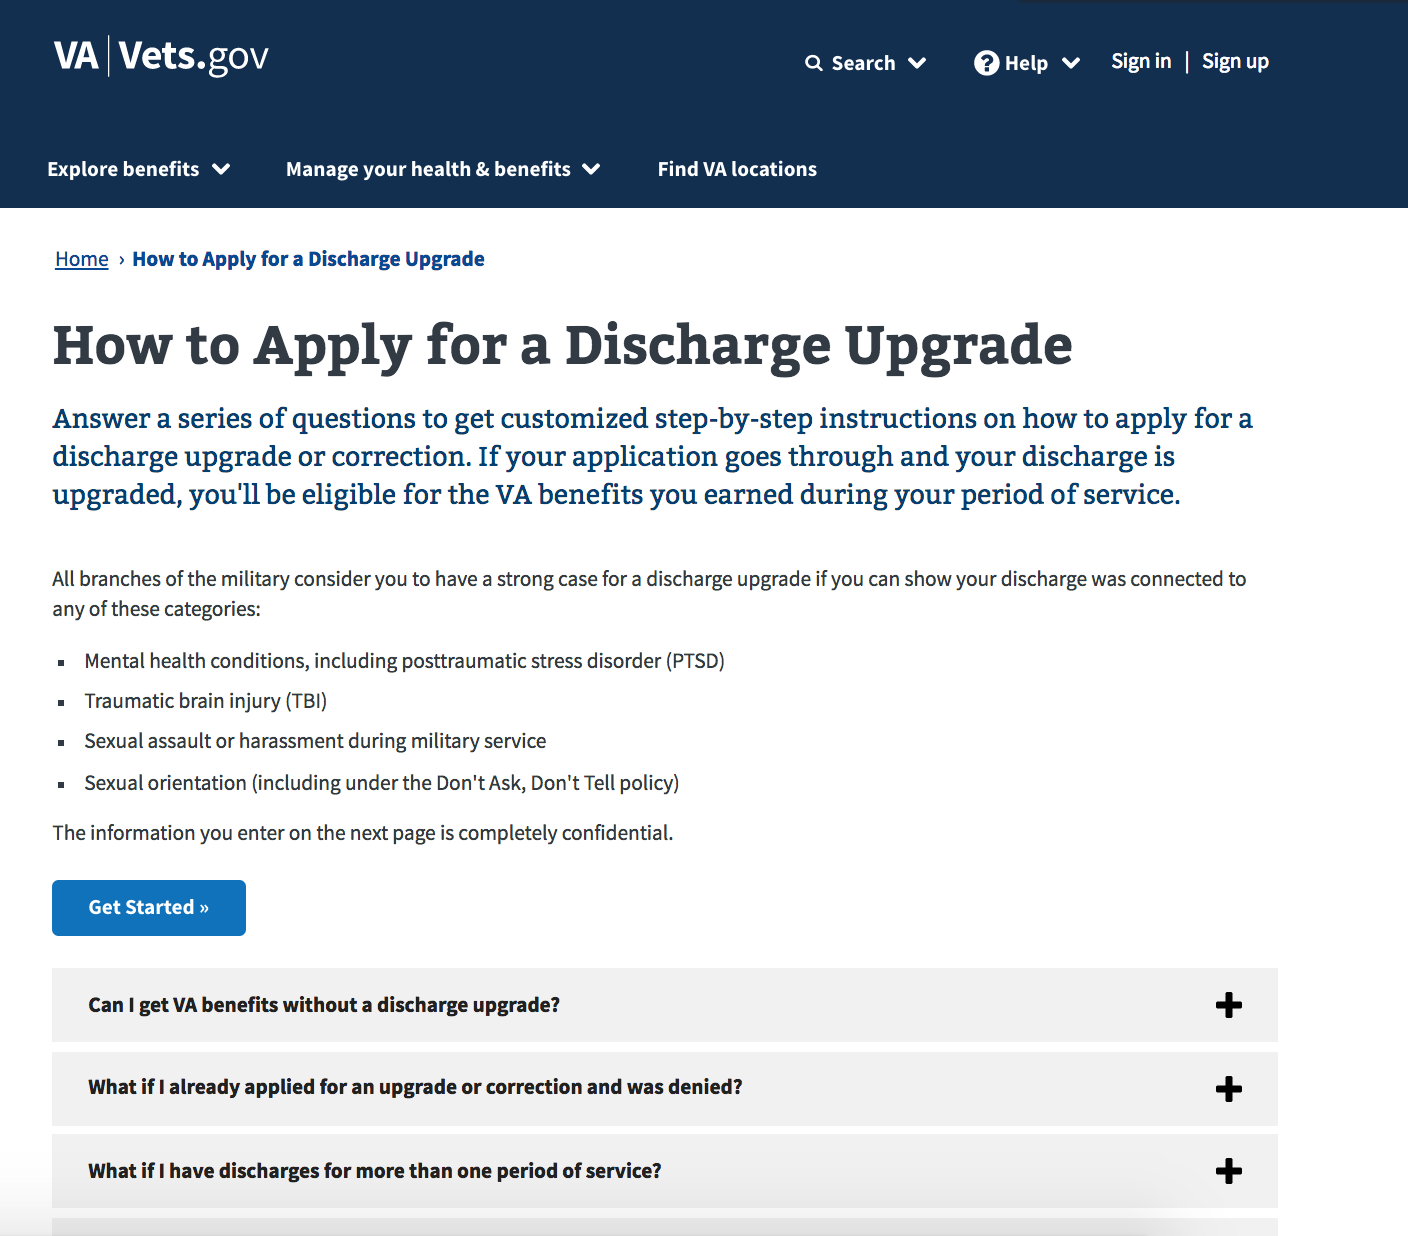 VA | Vets.gov
Search
Help
Sign in | Sign up
Explore benefits
Manage your health & benefits
Find VA locations
Home › How to Apply for a Discharge Upgrade
How to Apply for a Discharge Upgrade
Answer a series of questions to get customized step-by-step instructions on how to apply for a
discharge upgrade or correction. If your application goes through and your discharge is
upgraded, you'll be eligible for the VA benefits you earned during your period of service.
All branches of the military consider you to have a strong case for a discharge upgrade if you can show your discharge was connected to
any of these categories:
Mental health conditions, including posttraumatic stress disorder (PTSD)
Traumatic brain injury (TBI)
Sexual assault or harassment during military service
Sexual orientation (including under the Don't Ask, Don't Tell policy)
The information you enter on the next page is completely confidential.
Get Started »
Can I get VA benefits without a discharge upgrade?
What if I already applied for an upgrade or correction and was denied?
What if I have discharges for more than one period of service?